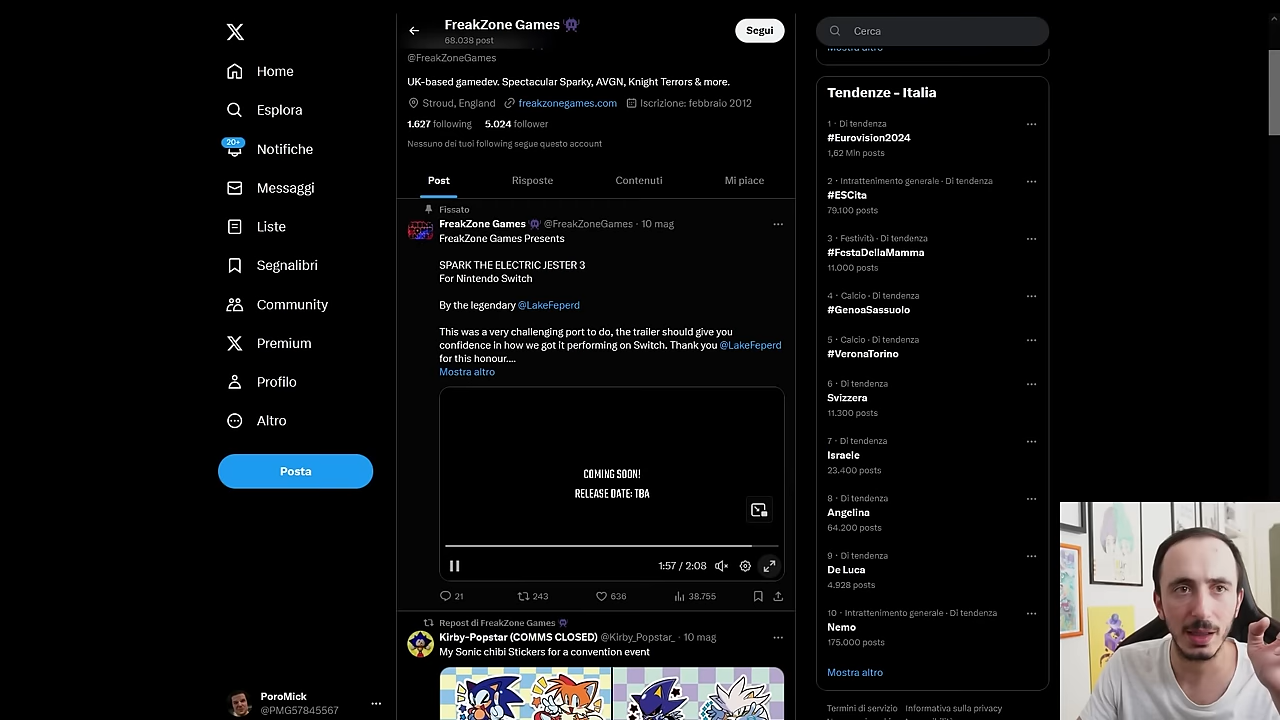 Home
Esplora
20+
Notifiche
Messaggi
Liste
Segnalibri
Community
Premium
Profilo
Altro
Posta
PoroMick
@PMG57845567
FreakZone Games
68.038 post
Segui
@FreakZoneGames
UK-based gamedev. Spectacular Sparky, AVGN, Knight Terrors & more.
Stroud, England freakzonegames.com Iscrizione: febbraio 2012
1.627 following 5.024 follower
Nessuno dei tuoi following segue questo account
Post Risposte Contenuti Mi piace
Fissato
FreakZone Games @FreakZoneGames · 10 mag
FreakZone Games Presents
SPARK THE ELECTRIC JESTER 3
For Nintendo Switch
By the legendary @LakeFeperd
This was a very challenging port to do, the trailer should give you
confidence in how we got it performing on Switch. Thank you @LakeFeperd
for this honour....
Mostra altro
COMING SOON!
RELEASE DATE: TBA
1:57 / 2:08
21 243 636 38.755
Repost di FreakZone Games
Kirby-Popstar (COMMS CLOSED) @Kirby_Popstar_ · 10 mag
My Sonic chibi Stickers for a convention event
Cerca
Mostra altro
Tendenze - Italia
1 · Di tendenza
#Eurovision2024
1,62 Mln posts
2 · Intrattenimento generale · Di tendenza
#ESCita
79.100 post
3 · Festività · Di tendenza
#FestaDellaMamma
11.000 posts
4 · Calcio · Di tendenza
#GenoaSassuolo
5 · Calcio · Di tendenza
#VeronaTorino
6 · Di tendenza
Svizzera
11.300 posts
7 · Di tendenza
Israele
23.400 posts
8 · Di tendenza
Angelina
64.200 posts
9 · Di tendenza
De Luca
4.928 posts
10 · Intrattenimento generale · Di tendenza
Nemo
175.000 posts
Mostra altro
Termini di servizio Informativa sulla privacy